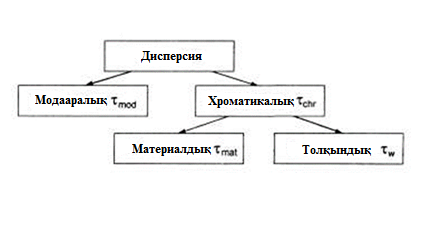 Дисперсия
Модааралық τmod
Хроматикалық τchr
Материалдық τmat
Толқындық τw